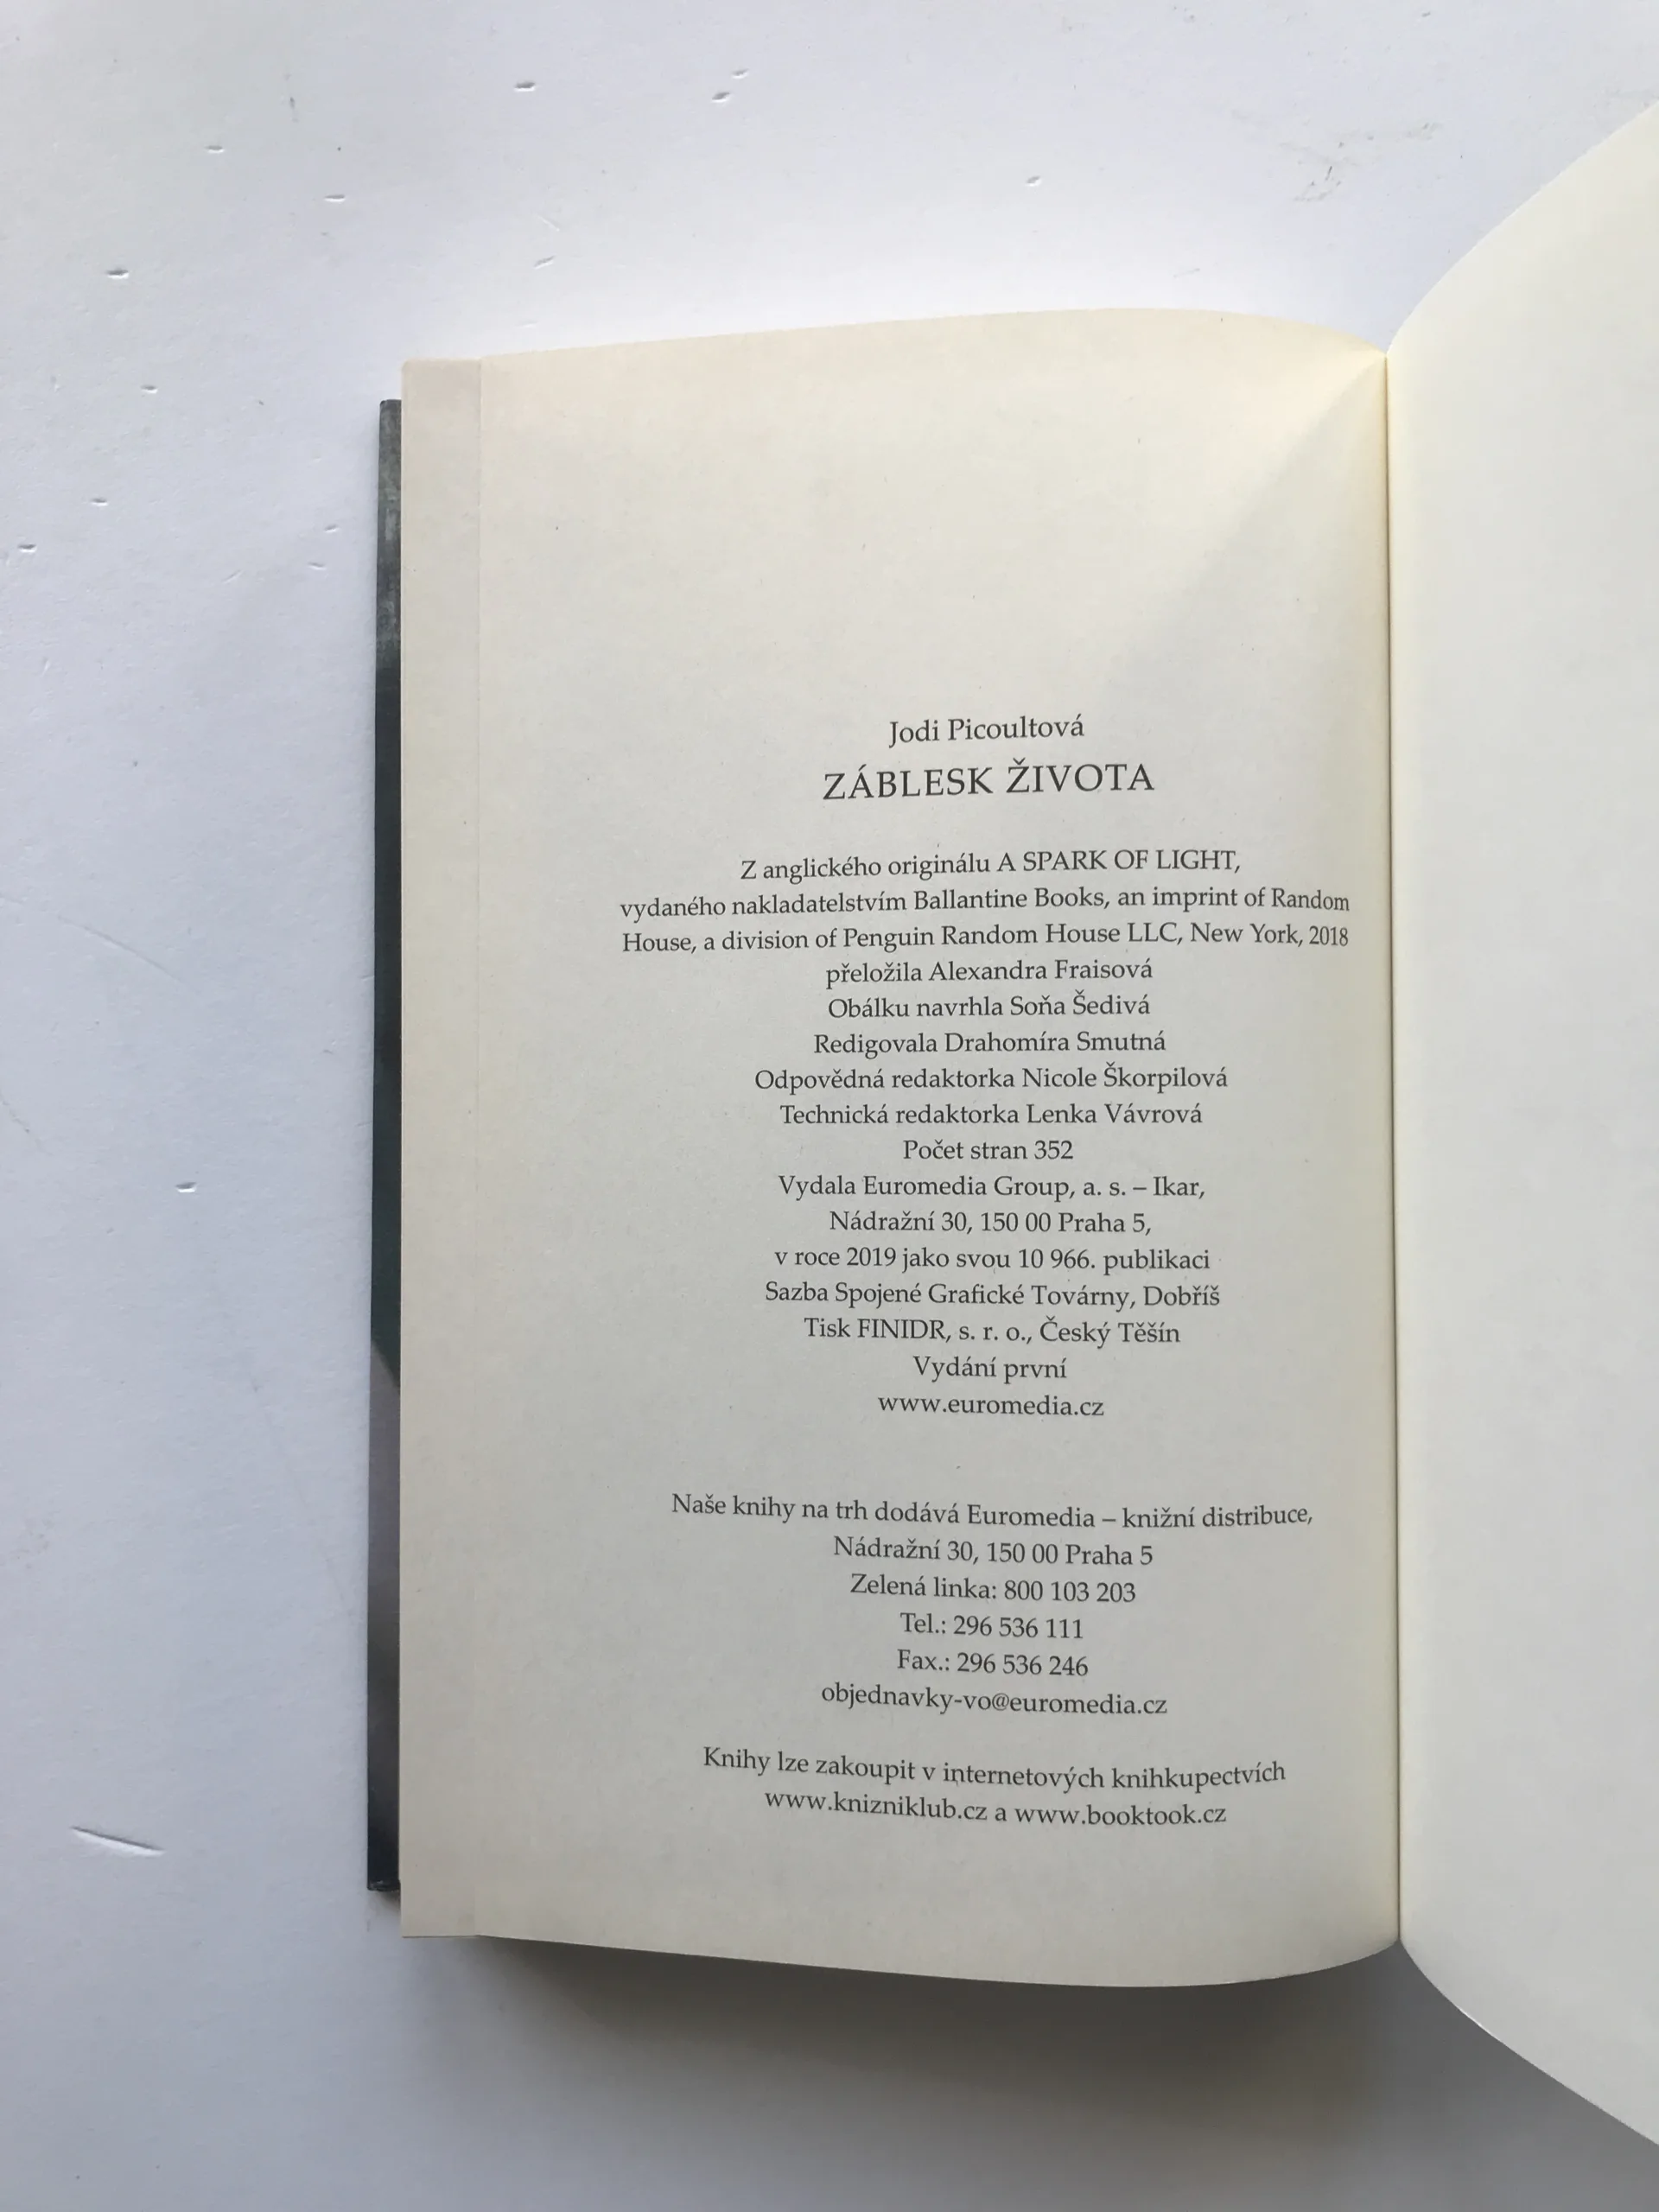 Jodi Picoultová
ZÁBLESK ŽIVOTA
Z anglického originálu A SPARK OF LIGHT,
vydaného nakladatelstvím Ballantine Books, an imprint of Random
House, a division of Penguin Random House LLC, New York, 2018
přeložila Alexandra Fraisová
Obálku navrhla Soňa Šedivá
Redigovala Drahomíra Smutná
Odpovědná redaktorka Nicole Škorpilová
Technická redaktorka Lenka Vávrová
Počet stran 352
Vydala Euromedia Group, a. s. – Ikar,
Nádražní 30, 150 00 Praha 5,
v roce 2019 jako svou 10 966. publikaci
Sazba Spojené Grafické Továrny, Dobříš
Tisk FINIDR, s. r. o., Český Těšín
Vydání první
www.euromedia.cz
Naše knihy na trh dodává Euromedia – knižní distribuce,
Nádražní 30, 150 00 Praha 5
Zelená linka: 800 103 203
Tel.: 296 536 111
Fax.: 296 536 246
objednavky-vo@euromedia.cz
Knihy lze zakoupit v internetových knihkupectvích
www.knizniklub.cz a www.booktook.cz